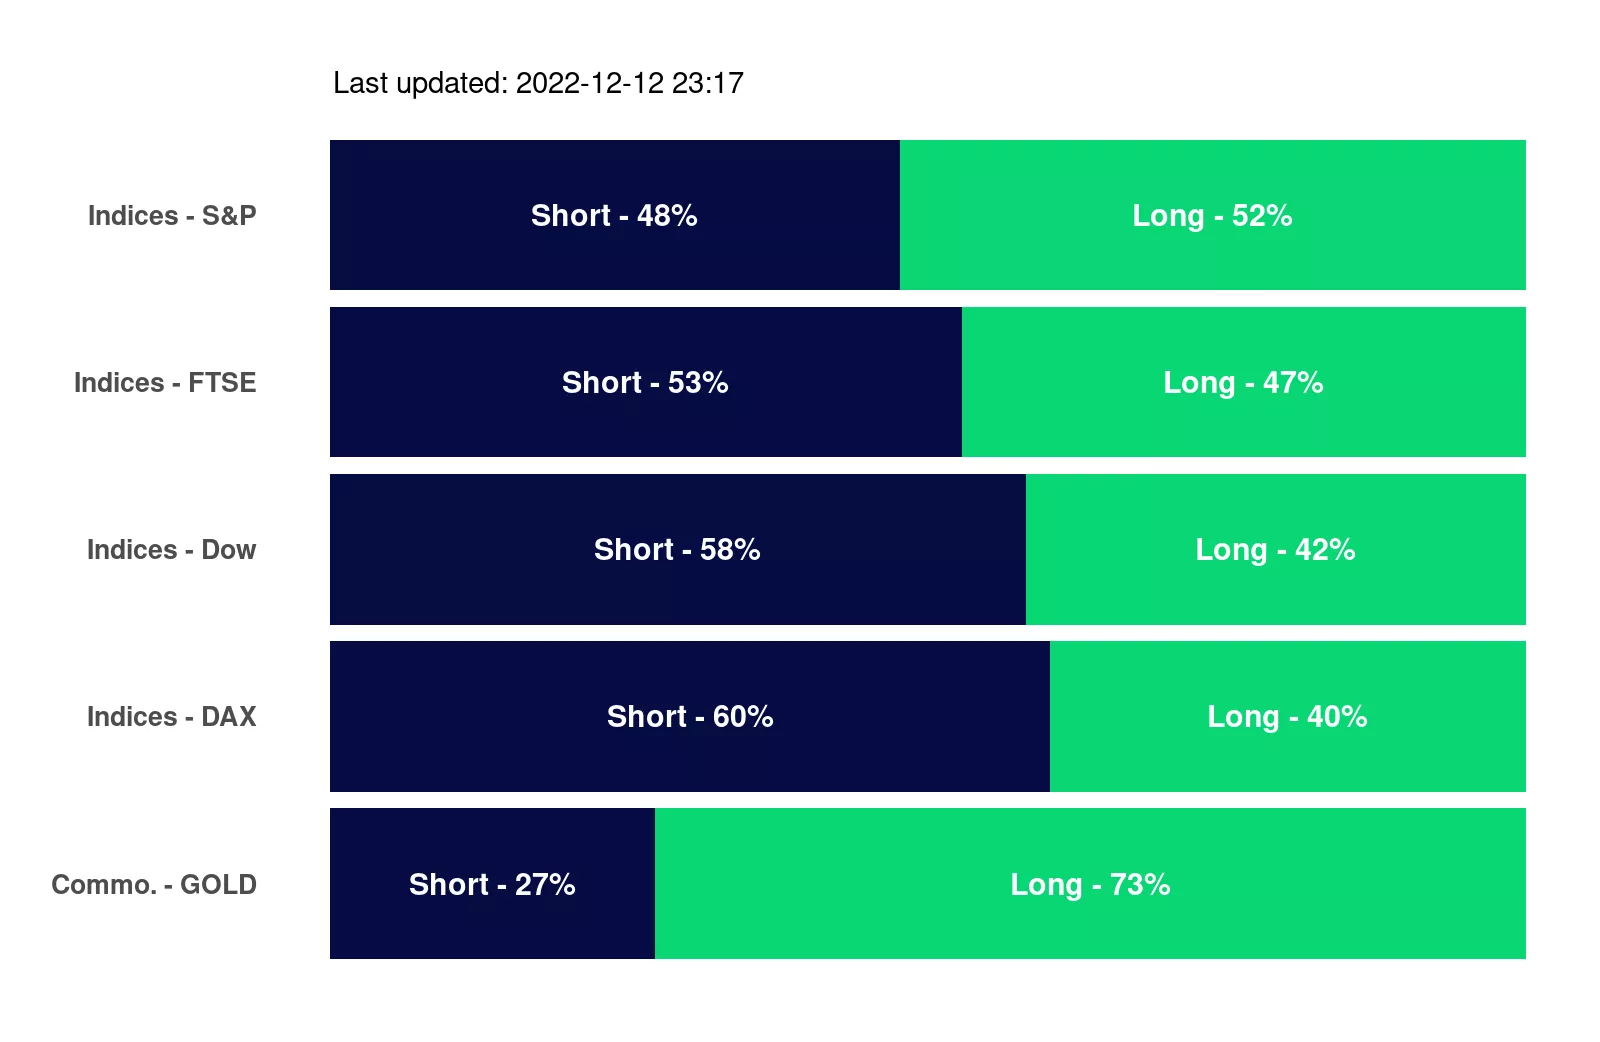 Last updated: 2022-12-12 23:17
Indices - S&P Short - 48% Long - 52%
Indices - FTSE Short - 53% Long - 47%
Indices - Dow Short - 58% Long - 42%
Indices - DAX Short - 60% Long - 40%
Commo. - GOLD Short - 27% Long - 73%